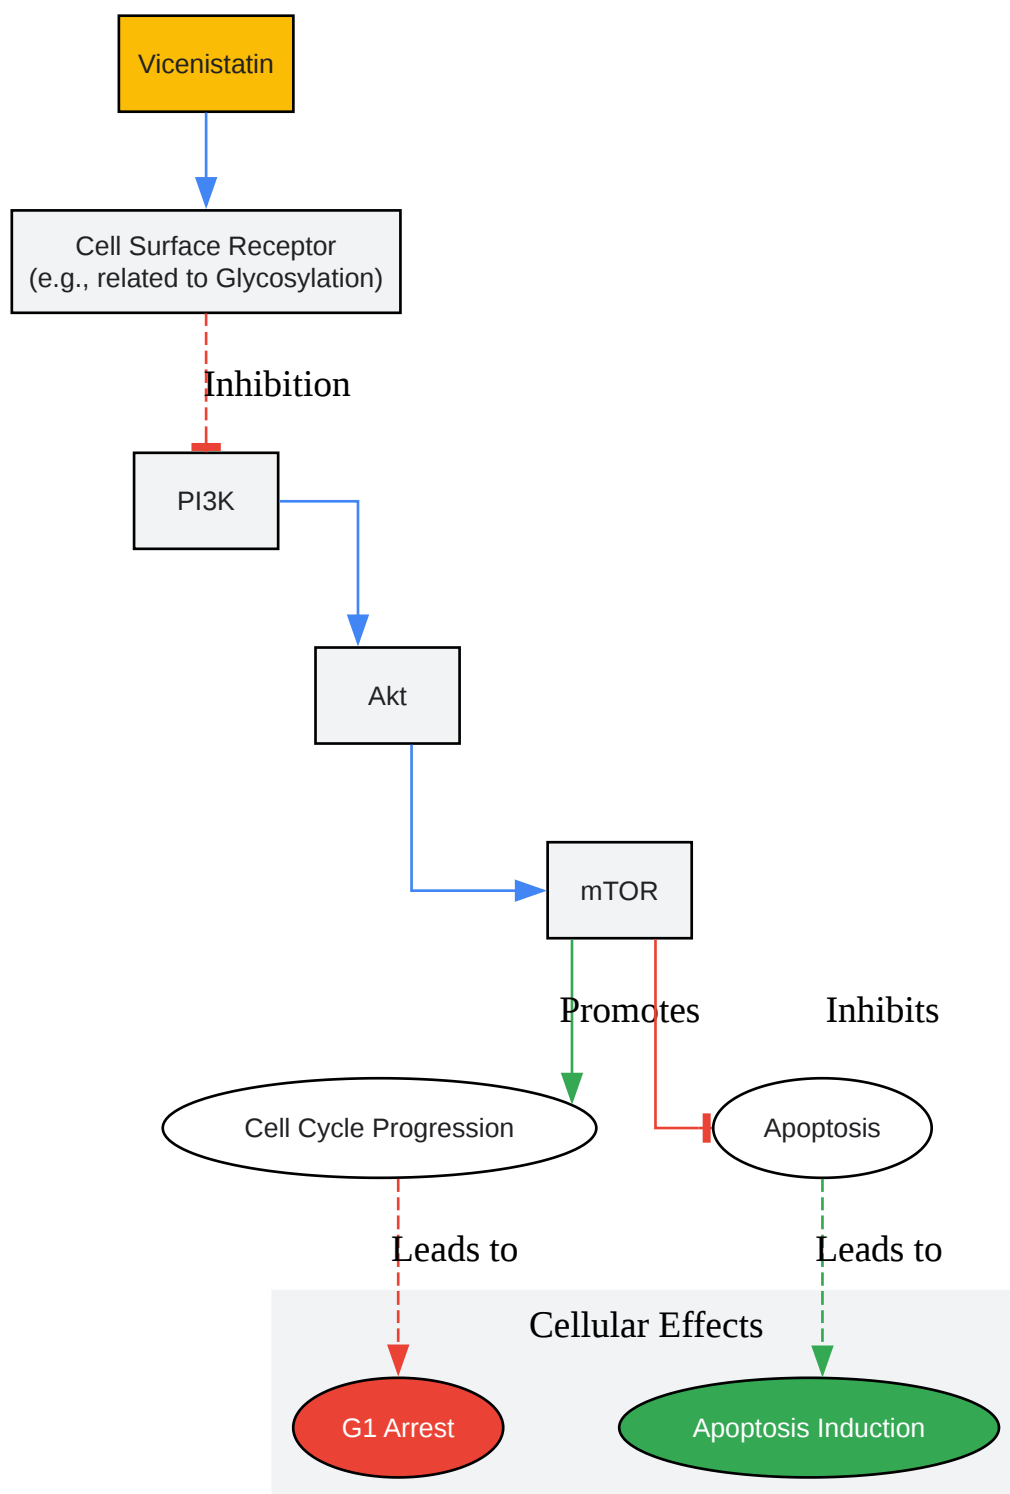 Vicenistatin
Cell Surface Receptor
(e.g., related to Glycosylation)
Inhibition
PI3K
Akt
mTOR
Promotes
Inhibits
Cell Cycle Progression
Apoptosis
Leads to
Leads to
Cellular Effects
G1 Arrest
Apoptosis Induction